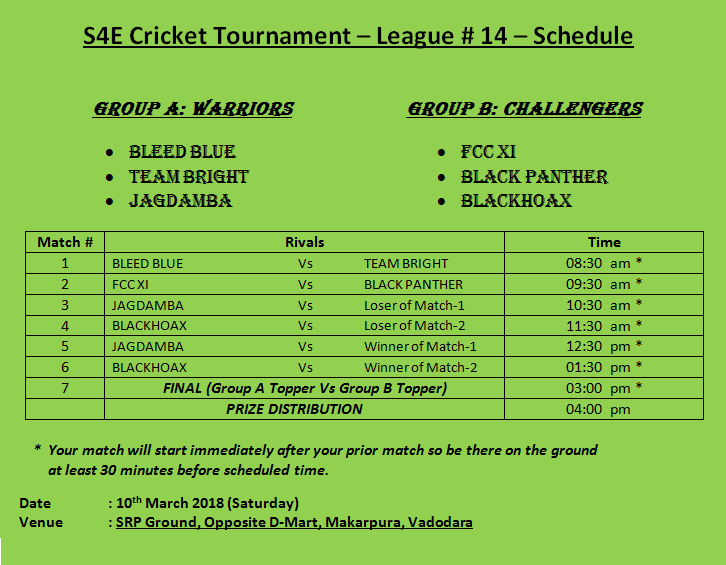 S4E Cricket Tournament – League # 14 – Schedule
GROUP A: WARRIORS
• BLEED BLUE
• TEAM BRIGHT
• JAGDAMBA
GROUP B: CHALLENGERS
• FCC XI
• BLACK PANTHER
• BLACKHOAX
Match # Rivals Time
1 BLEED BLUE Vs TEAM BRIGHT 08:30 am *
2 FCC XI Vs BLACK PANTHER 09:30 am *
3 JAGDAMBA Vs Loser of Match-1 10:30 am *
4 BLACKHOAX Vs Loser of Match-2 11:30 am *
5 JAGDAMBA Vs Winner of Match-1 12:30 pm *
6 BLACKHOAX Vs Winner of Match-2 01:30 pm *
7 FINAL (Group A Topper Vs Group B Topper) 03:00 pm *
PRIZE DISTRIBUTION 04:00 pm
* Your match will start immediately after your prior match so be there on the ground
at least 30 minutes before scheduled time.
Date : 10th March 2018 (Saturday)
Venue : SRP Ground, Opposite D-Mart, Makarpura, Vadodara